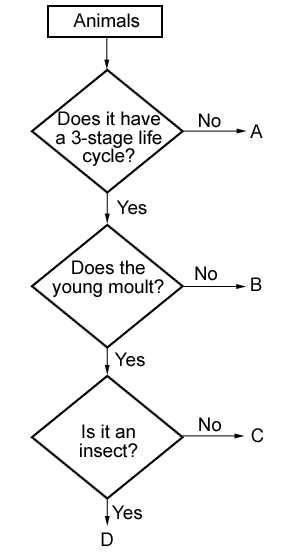 Animals
Does it have
a 3-stage life
cycle?
No
A
Yes
Does the
young moult?
No
B
Yes
Is it an
insect?
No
C
Yes
D